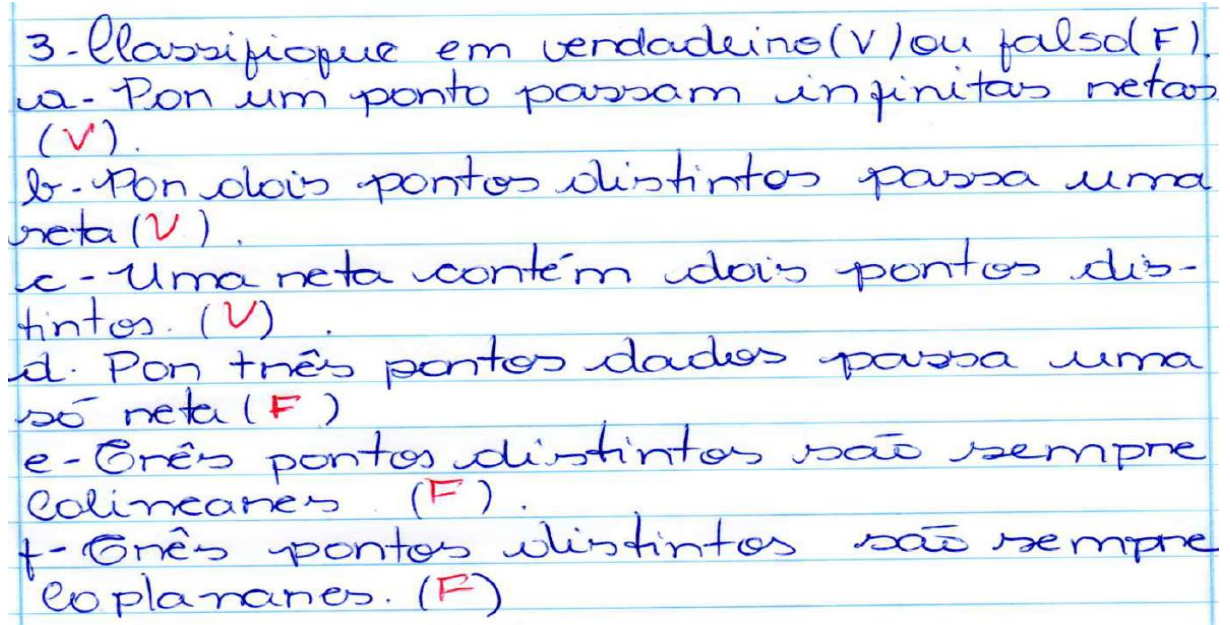 3-Classifique em verdadeiro(V)ou falso(F).
a- Por um ponto passam infinitas retas
(V).
b- Por dois pontos distintos passa uma
reta (V).
c- Uma reta contém dois pontos dis-
tintos. (V).
d. Por três pontos dados passa uma
só reta (F)
e- Três pontos distintos são sempre
colineares (F).
f- Três pontos distintos são sempre
coplanares. (F)